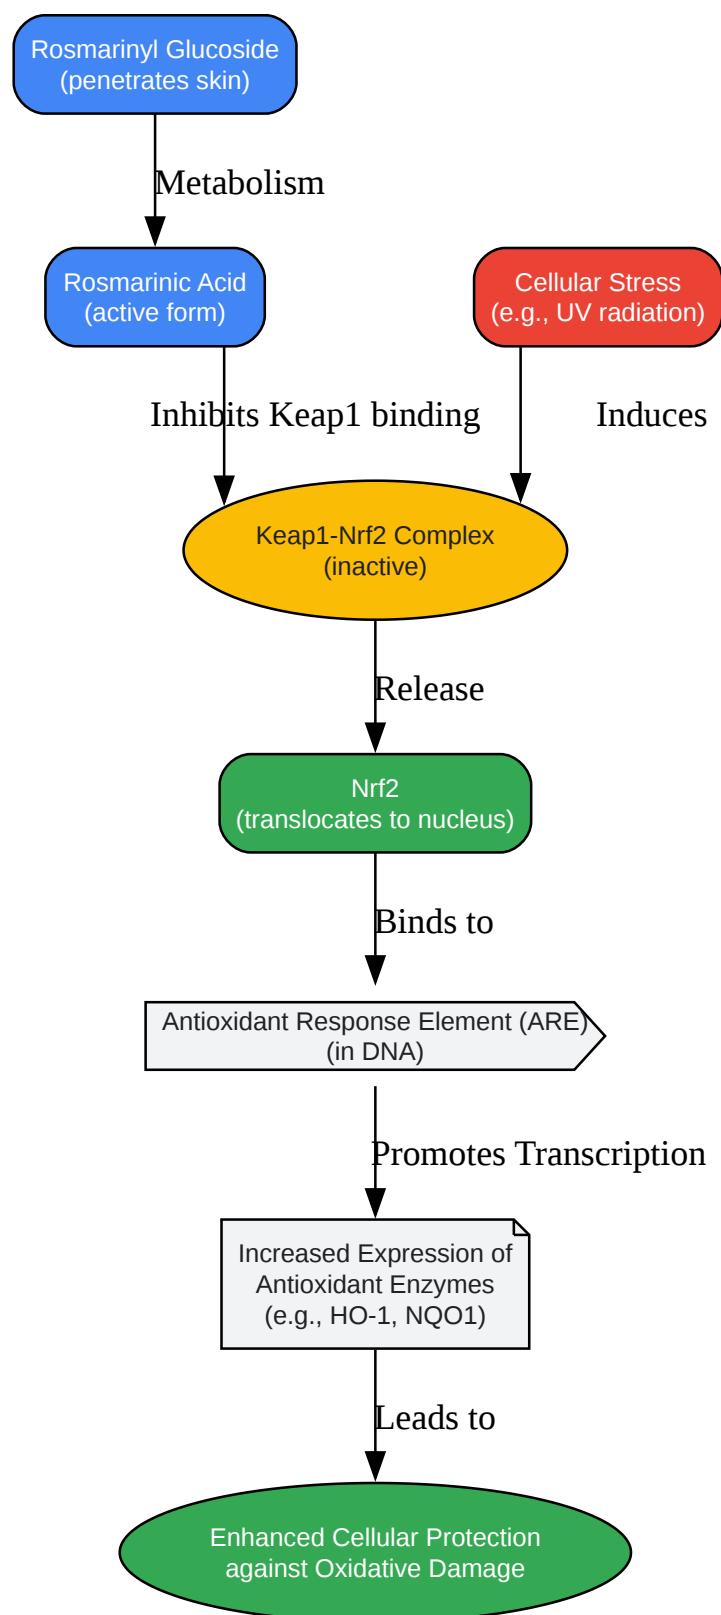 Rosmarinyl Glucoside
(penetrates skin)
Metabolism
Rosmarinic Acid
(active form)
Cellular Stress
(e.g., UV radiation)
Inhibits Keap1 binding
Induces
Keap1-Nrf2 Complex
(inactive)
Release
Nrf2
(translocates to nucleus)
Binds to
Antioxidant Response Element (ARE)
(in DNA)
Promotes Transcription
Increased Expression of
Antioxidant Enzymes
(e.g., HO-1, NQO1)
Leads to
Enhanced Cellular Protection
against Oxidative Damage